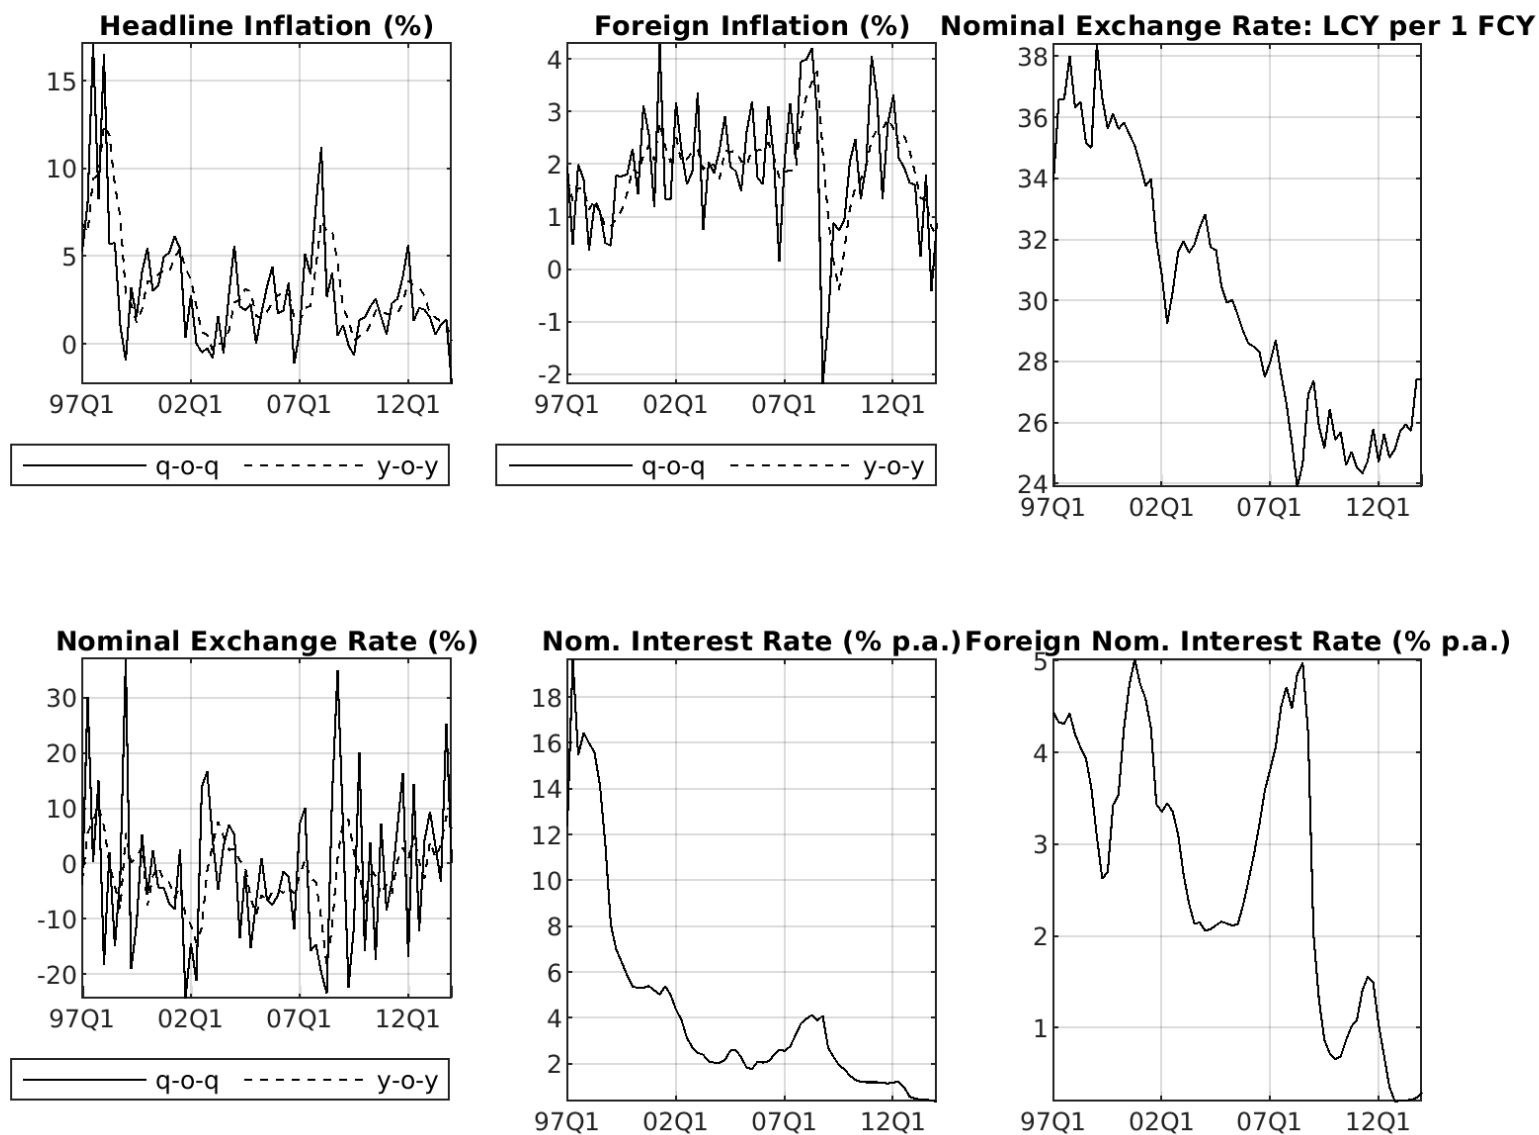 Headline Inflation (%)
15
10
5
0
97Q1 02Q1 07Q1 12Q1
q-o-q y-o-y
Foreign Inflation (%)
4
3
2
1
0
-1
-2
97Q1 02Q1 07Q1 12Q1
q-o-q y-o-y
Nominal Exchange Rate: LCY per 1 FCY
38
36
34
32
30
28
26
24
97Q1 02Q1 07Q1 12Q1
Nominal Exchange Rate (%)
30
20
10
0
-10
-20
97Q1 02Q1 07Q1 12Q1
q-o-q y-o-y
Nom. Interest Rate (% p.a.)
18
16
14
12
10
8
6
4
2
97Q1 02Q1 07Q1 12Q1
Foreign Nom. Interest Rate (% p.a.)
5
4
3
2
1
97Q1 02Q1 07Q1 12Q1